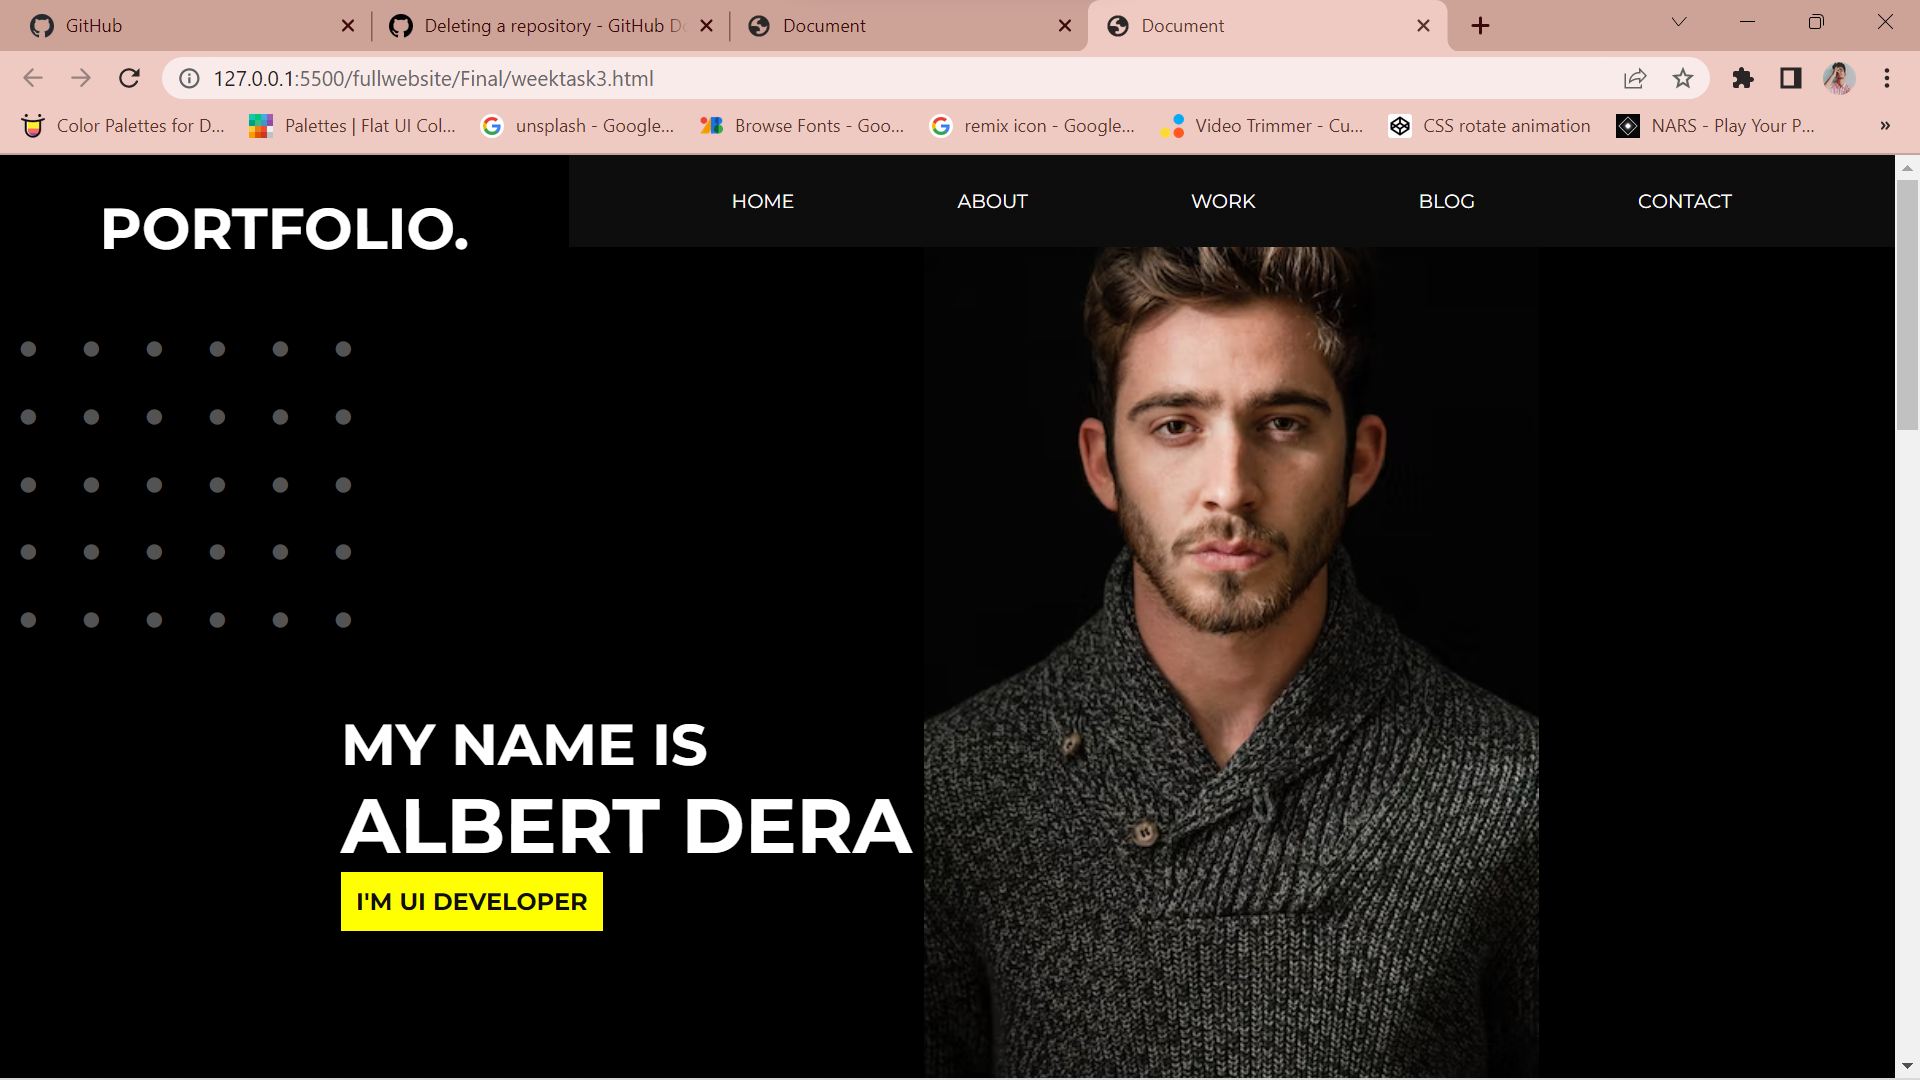 GitHub
Deleting a repository - GitHub Do
Document
Document
127.0.0.1:5500/fullwebsite/Final/weektask3.html
Color Palettes for D...
Palettes | Flat UI Col...
unsplash - Google...
Browse Fonts - Goo...
remix icon - Google...
Video Trimmer - Cu...
CSS rotate animation
NARS - Play Your P...
»
PORTFOLIO.
HOME
ABOUT
WORK
BLOG
CONTACT
MY NAME IS
ALBERT DERA
I'M UI DEVELOPER